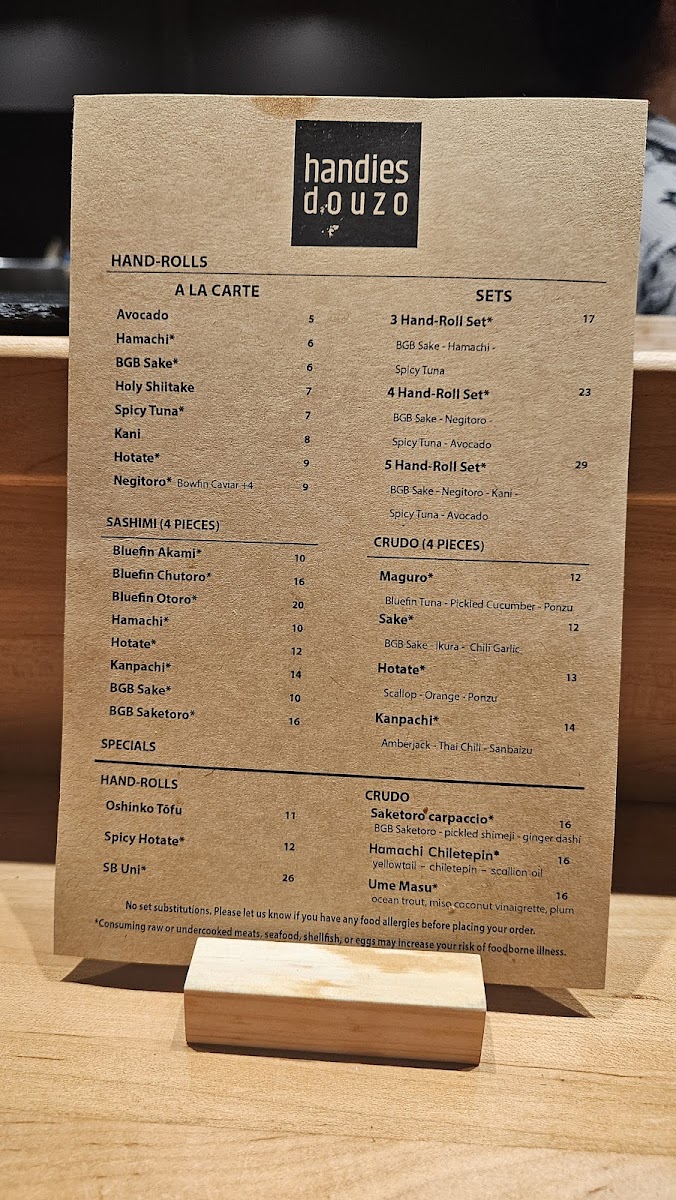 handies
douzo
HAND-ROLLS
A LA CARTE
Avocado 5
Hamachi* 6
BGB Sake* 6
Holy Shiitake 7
Spicy Tuna* 7
Kani 8
Hotate* 9
Negitoro* Bowfin Caviar +4 9
SETS
3 Hand-Roll Set* 17
BGB Sake - Hamachi -
Spicy Tuna
4 Hand-Roll Set* 23
BGB Sake - Negitoro -
Spicy Tuna - Avocado
5 Hand-Roll Set* 29
BGB Sake - Negitoro - Kani -
Spicy Tuna - Avocado
SASHIMI (4 PIECES)
Bluefin Akami* 10
Bluefin Chutoro* 16
Bluefin Otoro* 20
Hamachi* 10
Hotate* 12
Kanpachi* 14
BGB Sake* 10
BGB Saketoro* 16
CRUDO (4 PIECES)
Maguro* 12
Bluefin Tuna - Pickled Cucumber - Ponzu
Sake* 12
BGB Sake - Ikura - Chili Garlic
Hotate* 13
Scallop - Orange - Ponzu
Kanpachi* 14
Amberjack - Thai Chili - Sanbaizu
SPECIALS
HAND-ROLLS
Oshinko Tōfu 11
Spicy Hotate* 12
SB Uni* 26
CRUDO
Saketoro carpaccio* 16
BGB Saketoro - pickled shimeji - ginger dashi
Hamachi Chiletepin* 16
yellowtail - chiletepin - scallion oil
Ume Masu* 16
ocean trout, miso coconut vinaigrette, plum
No set substitutions. Please let us know if you have any food allergies before placing your order.
*Consuming raw or undercooked meats, seafood, shellfish, or eggs may increase your risk of foodborne illness.